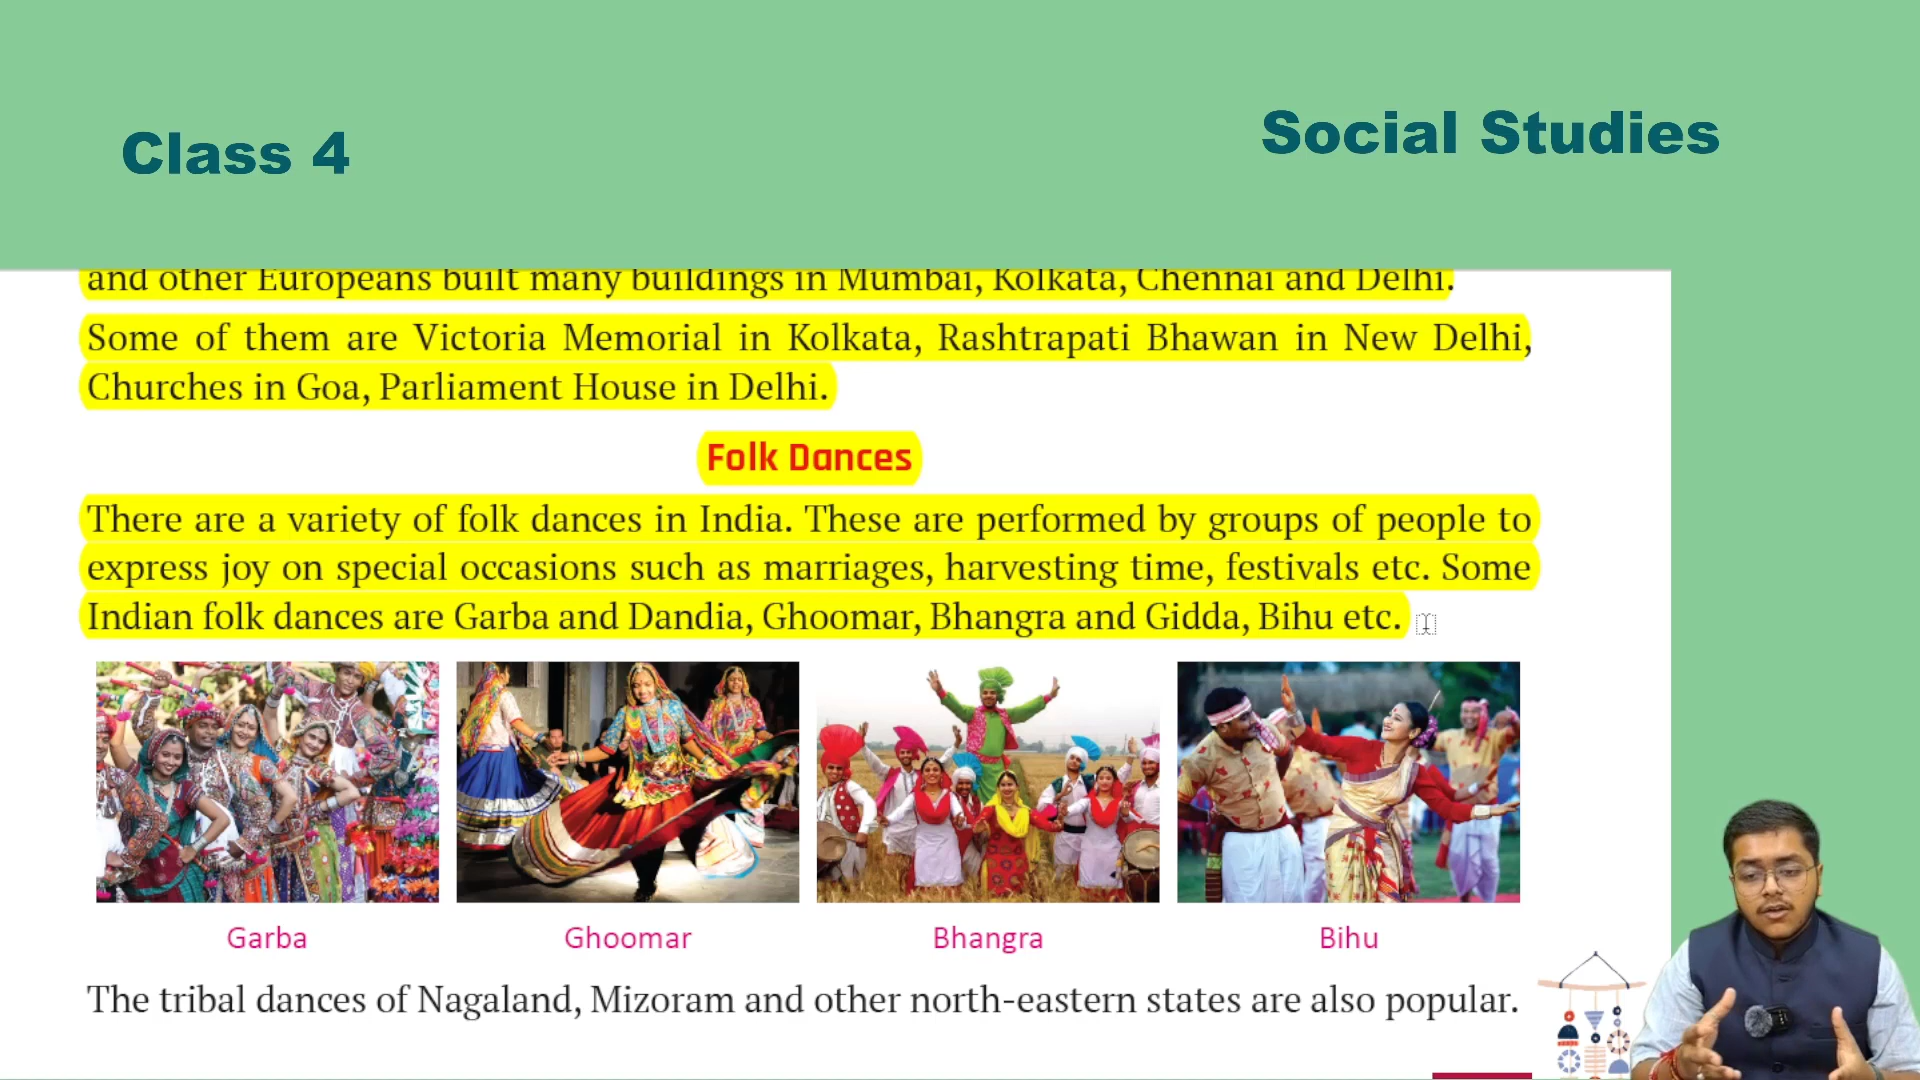 Class 4
Social Studies
and other Europeans built many buildings in Mumbai, Kolkata, Chennai and Delhi.
Some of them are Victoria Memorial in Kolkata, Rashtrapati Bhawan in New Delhi,
Churches in Goa, Parliament House in Delhi.
Folk Dances
There are a variety of folk dances in India. These are performed by groups of people to
express joy on special occasions such as marriages, harvesting time, festivals etc. Some
Indian folk dances are Garba and Dandia, Ghoomar, Bhangra and Gidda, Bihu etc.
Garba
Ghoomar
Bhangra
Bihu
The tribal dances of Nagaland, Mizoram and other north-eastern states are also popular.